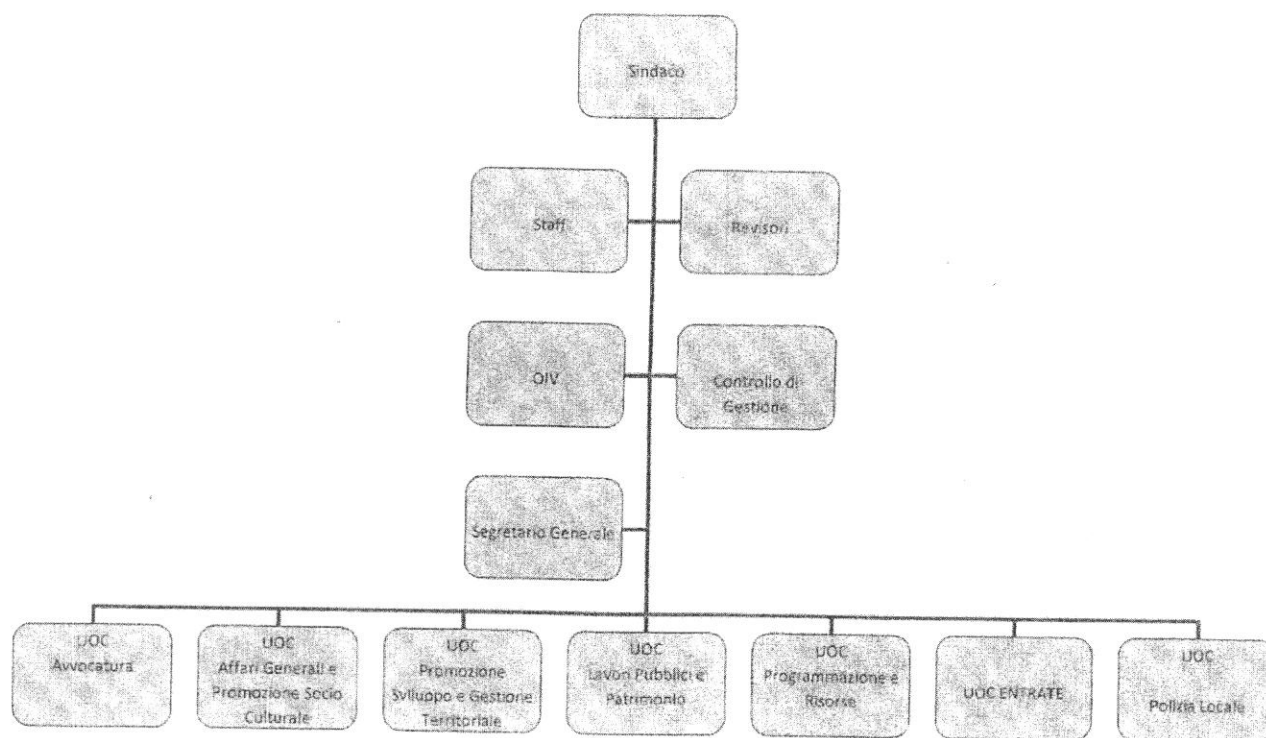 Sindaco
Staff
Revisori
OIV
Controllo di
Gestione
Segretario Generale
UOC
Avvocatura
UOC
Affari Generali e
Promozione Socio
Culturale
UOC
Promozione
Sviluppo e Gestione
Territoriale
UOC
Lavori Pubblici e
Patrimonio
UOC
Programmazione e
Risorse
UOC ENTRATE
UOC
Polizia Locale